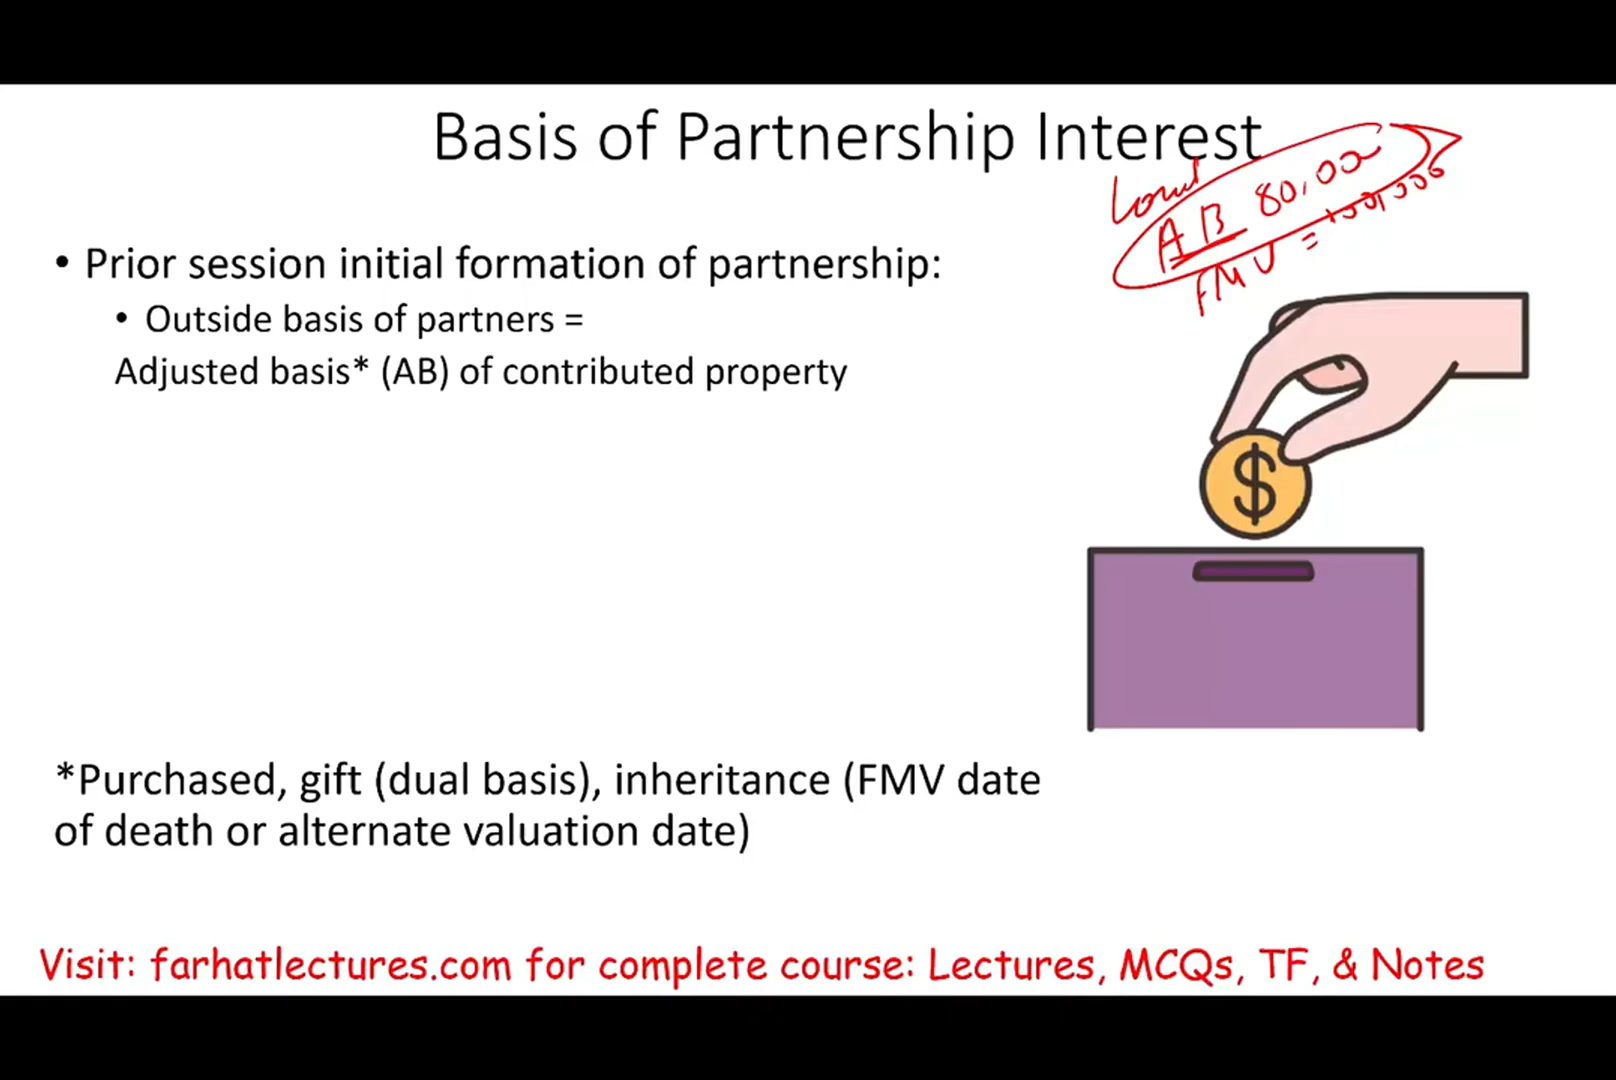 Basis of Partnership Interest
AB 80,00
FMV =
• Prior session initial formation of partnership:
• Outside basis of partners =
Adjusted basis* (AB) of contributed property
$
*Purchased, gift (dual basis), inheritance (FMV date
of death or alternate valuation date)
Visit: farhatlectures.com for complete course: Lectures, MCQs, TF, & Notes